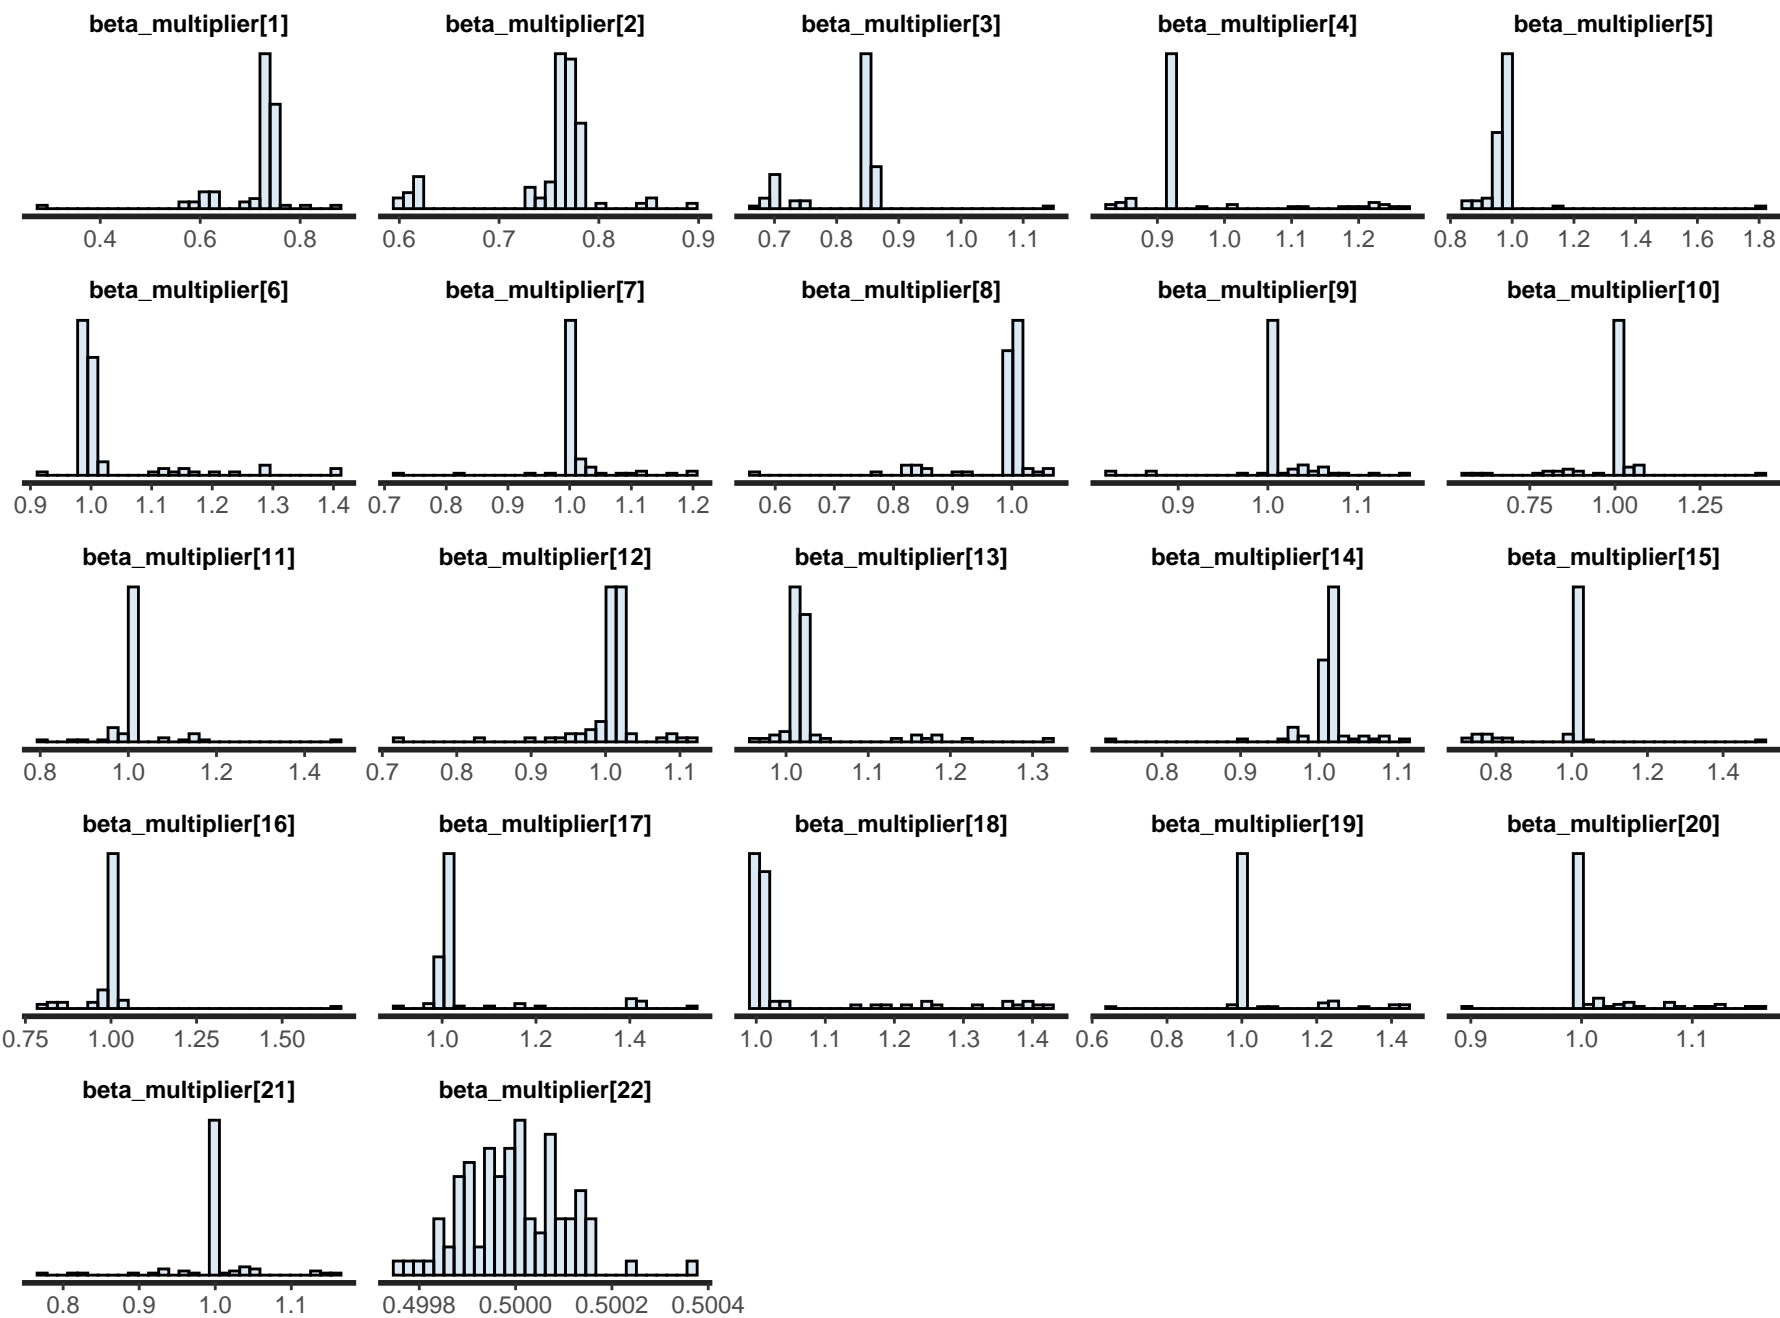 beta_multiplier[1] beta_multiplier[2] beta_multiplier[3] beta_multiplier[4] beta_multiplier[5]
0.4 0.6 0.8 0.6 0.7 0.8 0.9 0.7 0.8 0.9 1.0 1.1 0.9 1.0 1.1 1.2 0.8 1.0 1.2 1.4 1.6 1.8
beta_multiplier[6] beta_multiplier[7] beta_multiplier[8] beta_multiplier[9] beta_multiplier[10]
0.9 1.0 1.1 1.2 1.3 1.4 0.7 0.8 0.9 1.0 1.1 1.2 0.6 0.7 0.8 0.9 1.0 0.9 1.0 1.1 0.75 1.00 1.25
beta_multiplier[11] beta_multiplier[12] beta_multiplier[13] beta_multiplier[14] beta_multiplier[15]
0.8 1.0 1.2 1.4 0.7 0.8 0.9 1.0 1.1 1.0 1.1 1.2 1.3 0.8 0.9 1.0 1.1 0.8 1.0 1.2 1.4
beta_multiplier[16] beta_multiplier[17] beta_multiplier[18] beta_multiplier[19] beta_multiplier[20]
0.75 1.00 1.25 1.50 1.0 1.2 1.4 1.0 1.1 1.2 1.3 1.4 0.6 0.8 1.0 1.2 1.4 0.9 1.0 1.1
beta_multiplier[21] beta_multiplier[22]
0.8 0.9 1.0 1.1 0.4998 0.5000 0.5002 0.5004